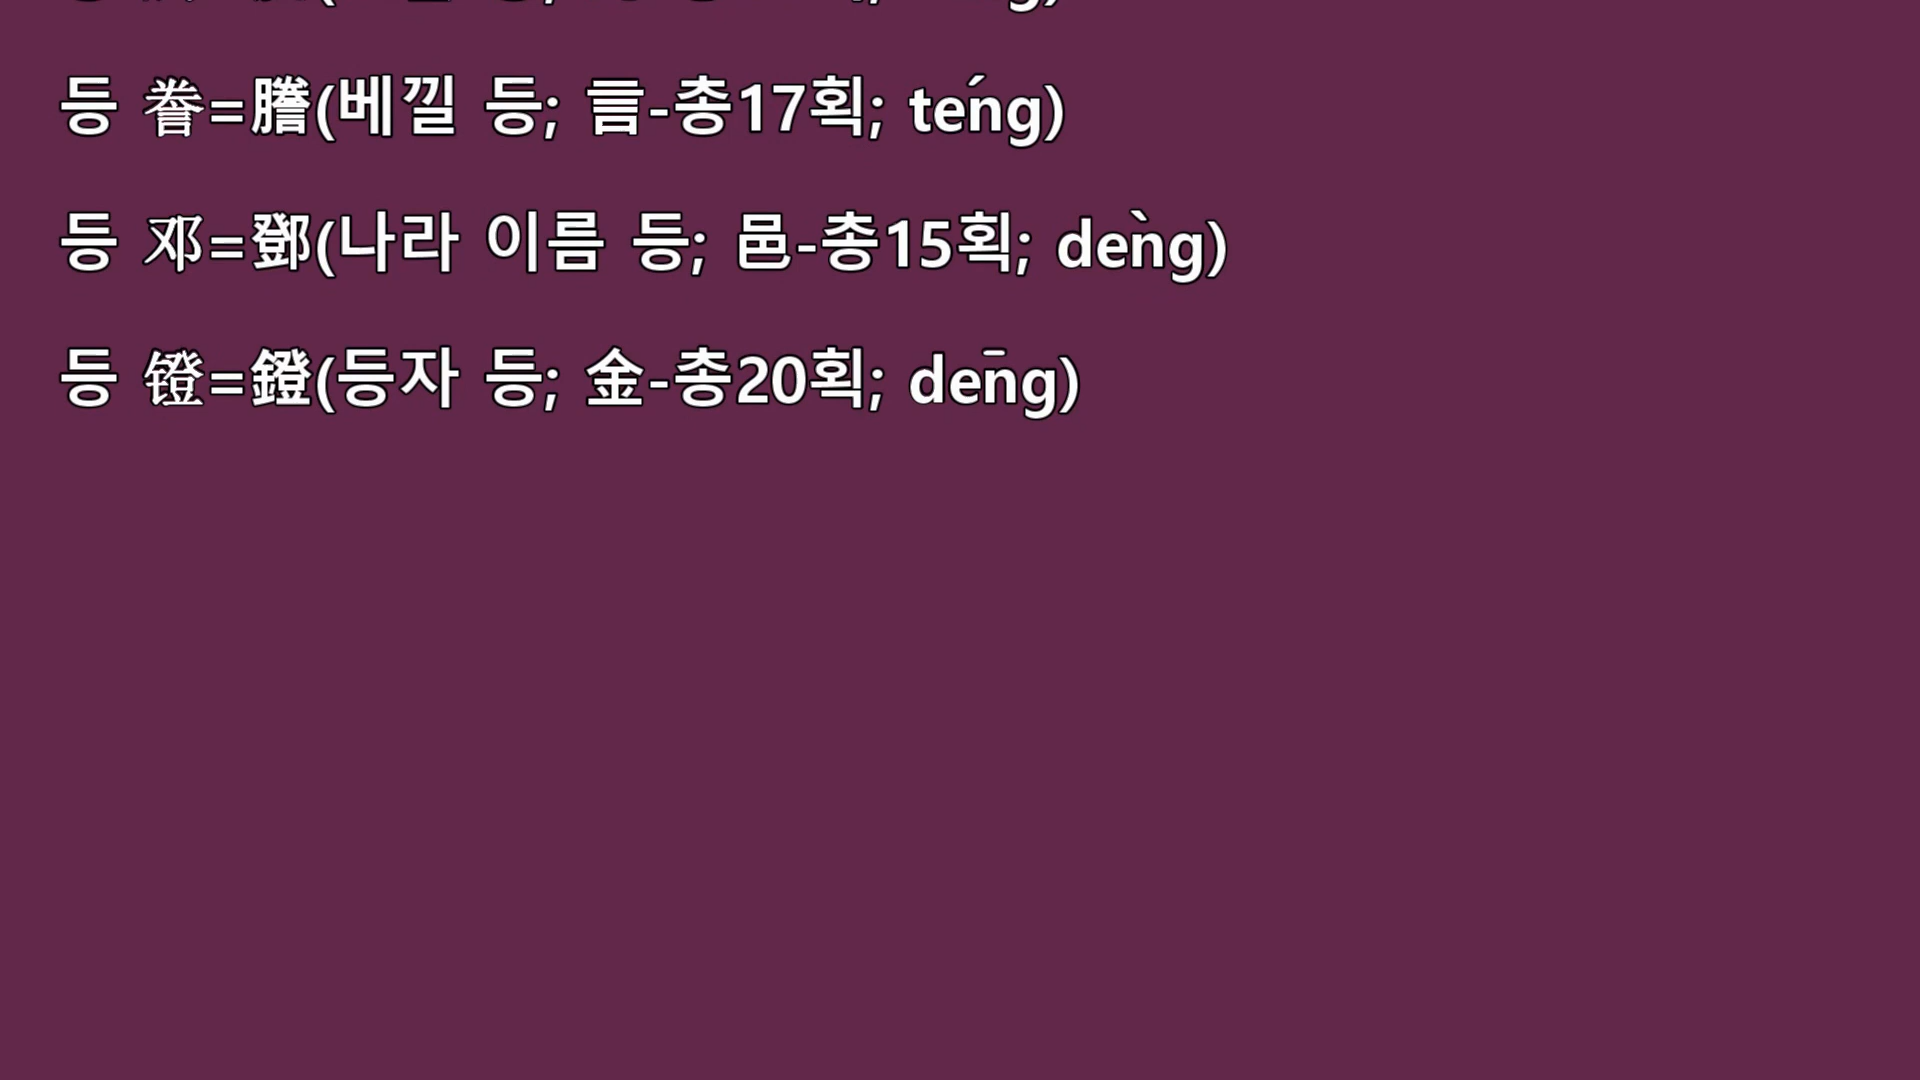 등 誊=謄(베낄 등; 言-총17획; téng)
등 邓=鄧(나라 이름 등; 邑-총15획; dèng)
등 镫=鐙(등자 등; 金-총20획; dēng)